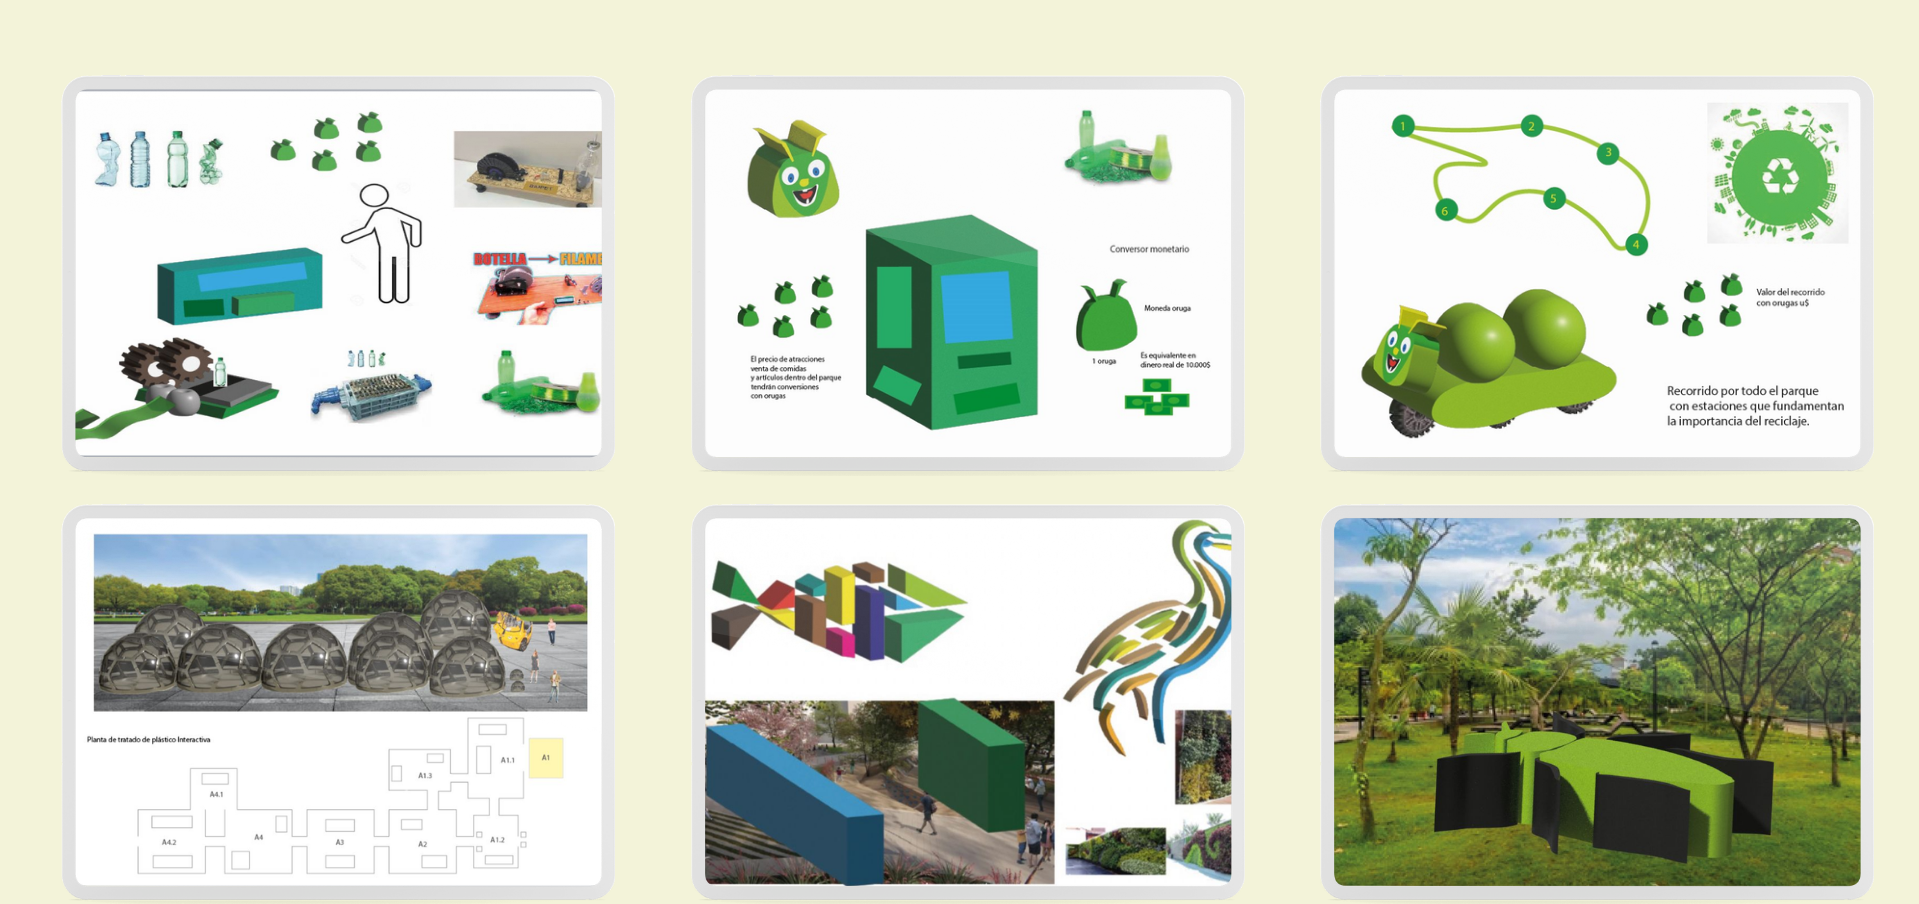 BOTELLA
FILAME
Conversor monetario
Moneda oruga
1 oruga
Es equivalente en
dinero real de 10.000$
El precio de atracciones
venta de comidas
y artículos dentro del parque
tendrán conversiones
con orugas
1
2
3
4
5
6
Valor del recorrido
con orugas u$
Recorrido por todo el parque
con estaciones que fundamentan
la importancia del reciclaje.
Planta de tratado de plástico Interactiva
A1
A1.1
A1.3
A4.1
A4.2
A4
A3
A2
A1.2